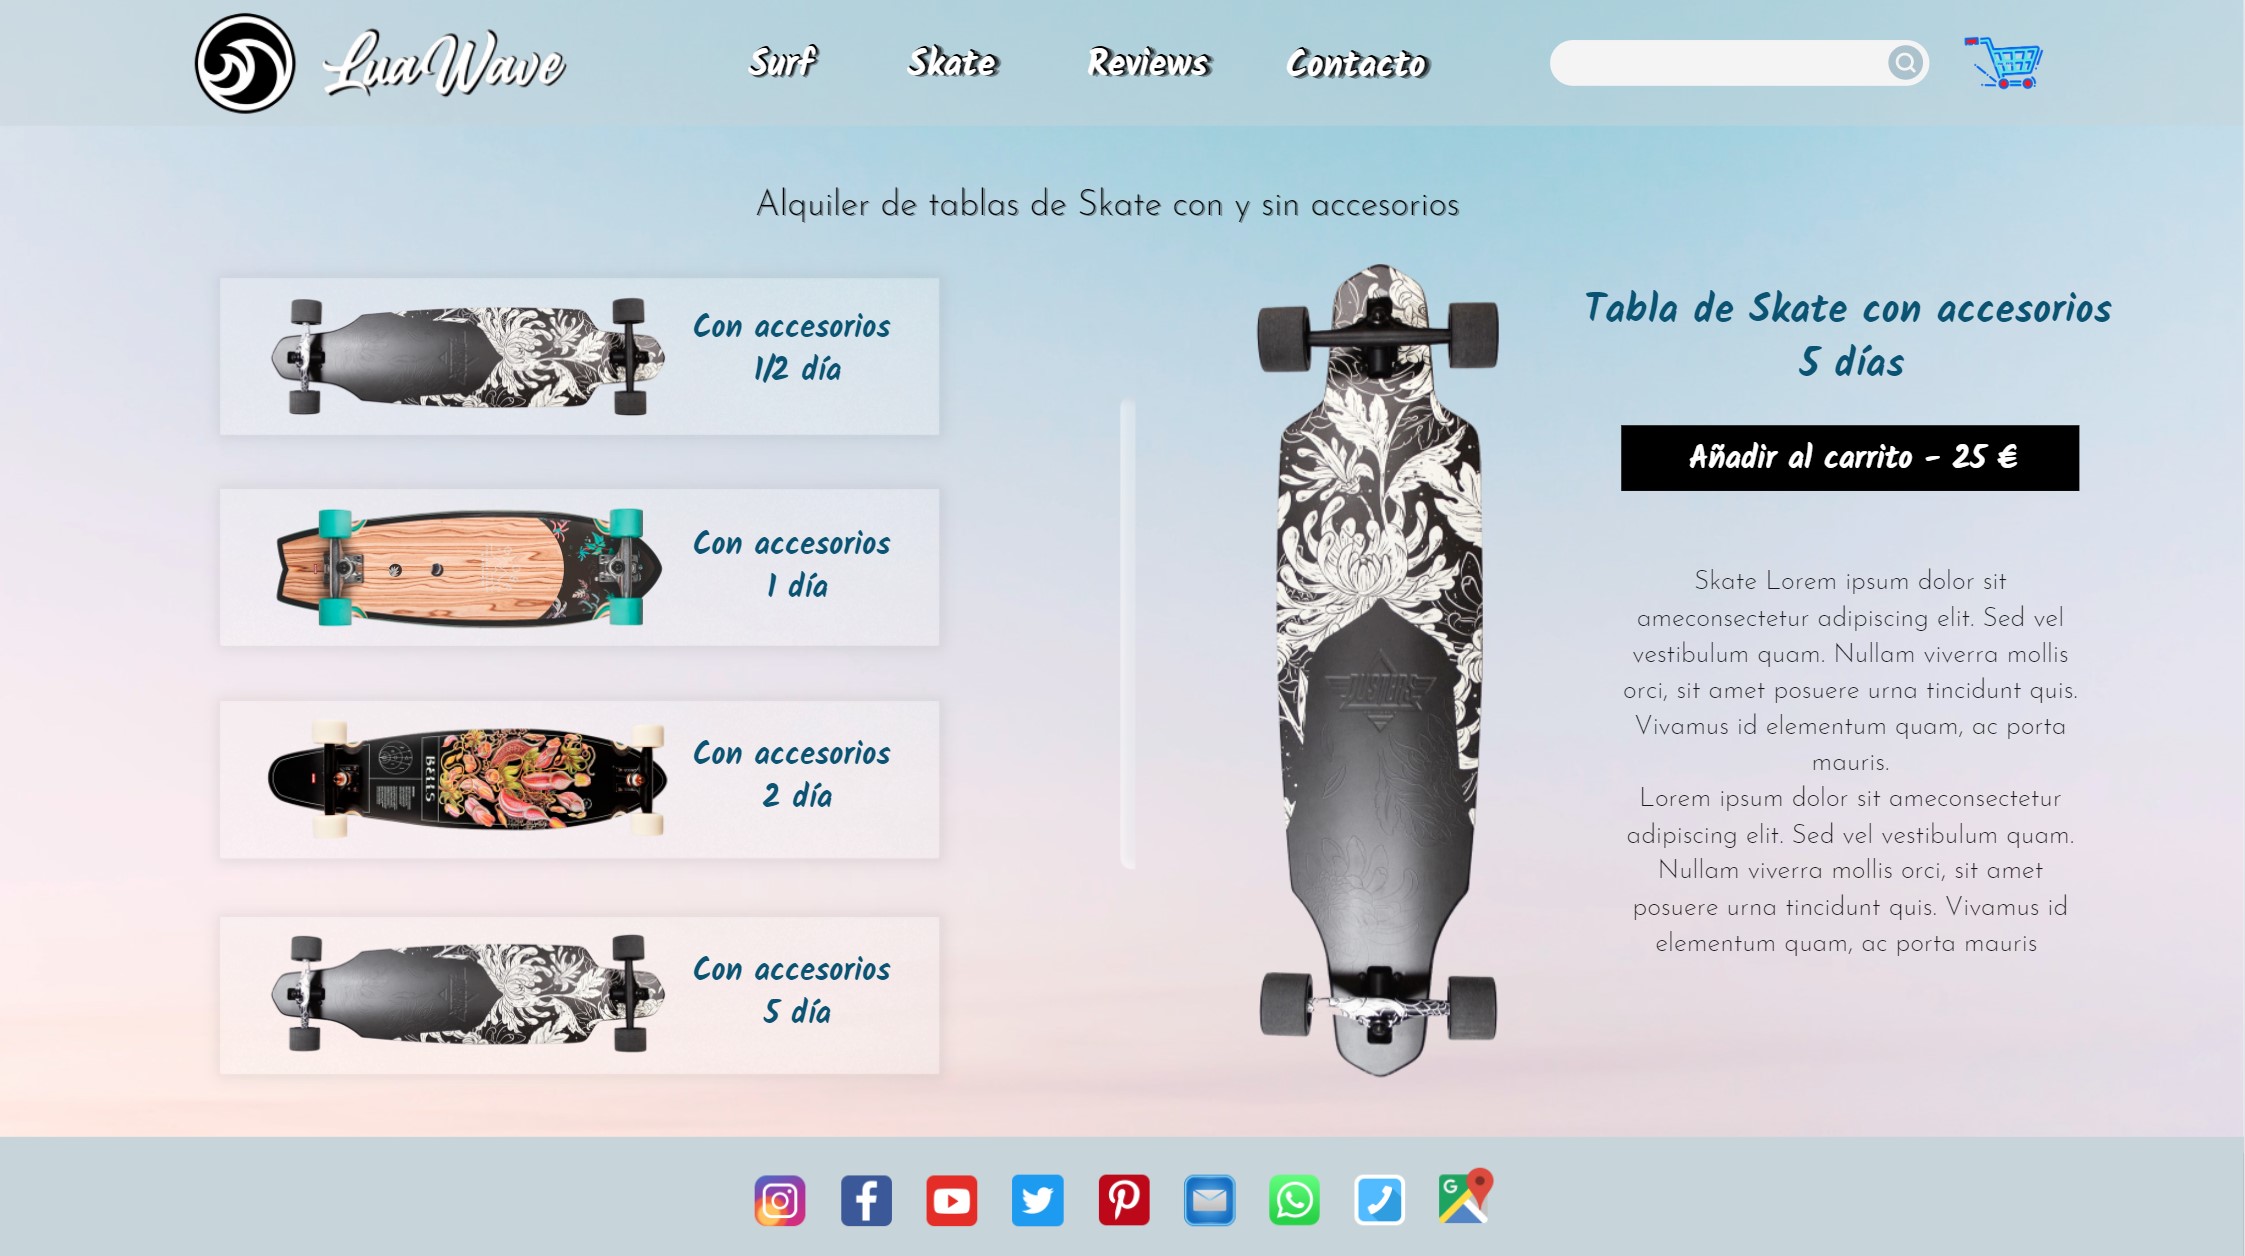 LuaWave
Surf
Skate
Reviews
Contacto
Alquiler de tablas de Skate con y sin accesorios
Con accesorios
1/2 día
Con accesorios
1 día
Con accesorios
2 día
Con accesorios
5 día
Tabla de Skate con accesorios
5 días
Añadir al carrito - 25 €
Skate Lorem ipsum dolor sit
ameconsectetur adipiscing elit. Sed vel
vestibulum quam. Nullam viverra mollis
orci, sit amet posuere urna tincidunt quis.
Vivamus id elementum quam, ac porta
mauris.
Lorem ipsum dolor sit ameconsectetur
adipiscing elit. Sed vel vestibulum quam.
Nullam viverra mollis orci, sit amet
posuere urna tincidunt quis. Vivamus id
elementum quam, ac porta mauris